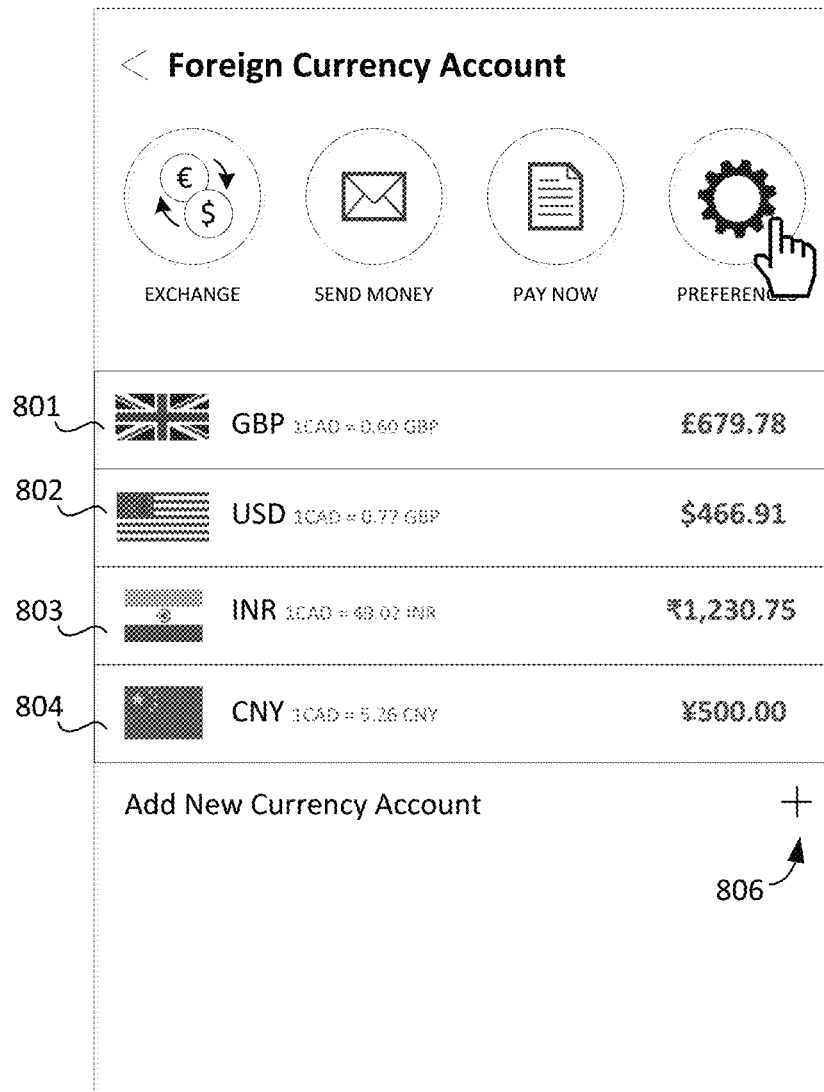 Foreign Currency Account
€
$
EXCHANGE
SEND MONEY
PAY NOW
PREFERENCES
801
GBP 1CAD = 0.60 GBP
£679.78
802
USD 1CAD = 0.77 GBP
$466.91
803
INR 1CAD = 49.02 INR
₹1,230.75
804
CNY 1CAD = 5.26 CNY
¥500.00
Add New Currency Account
+
806